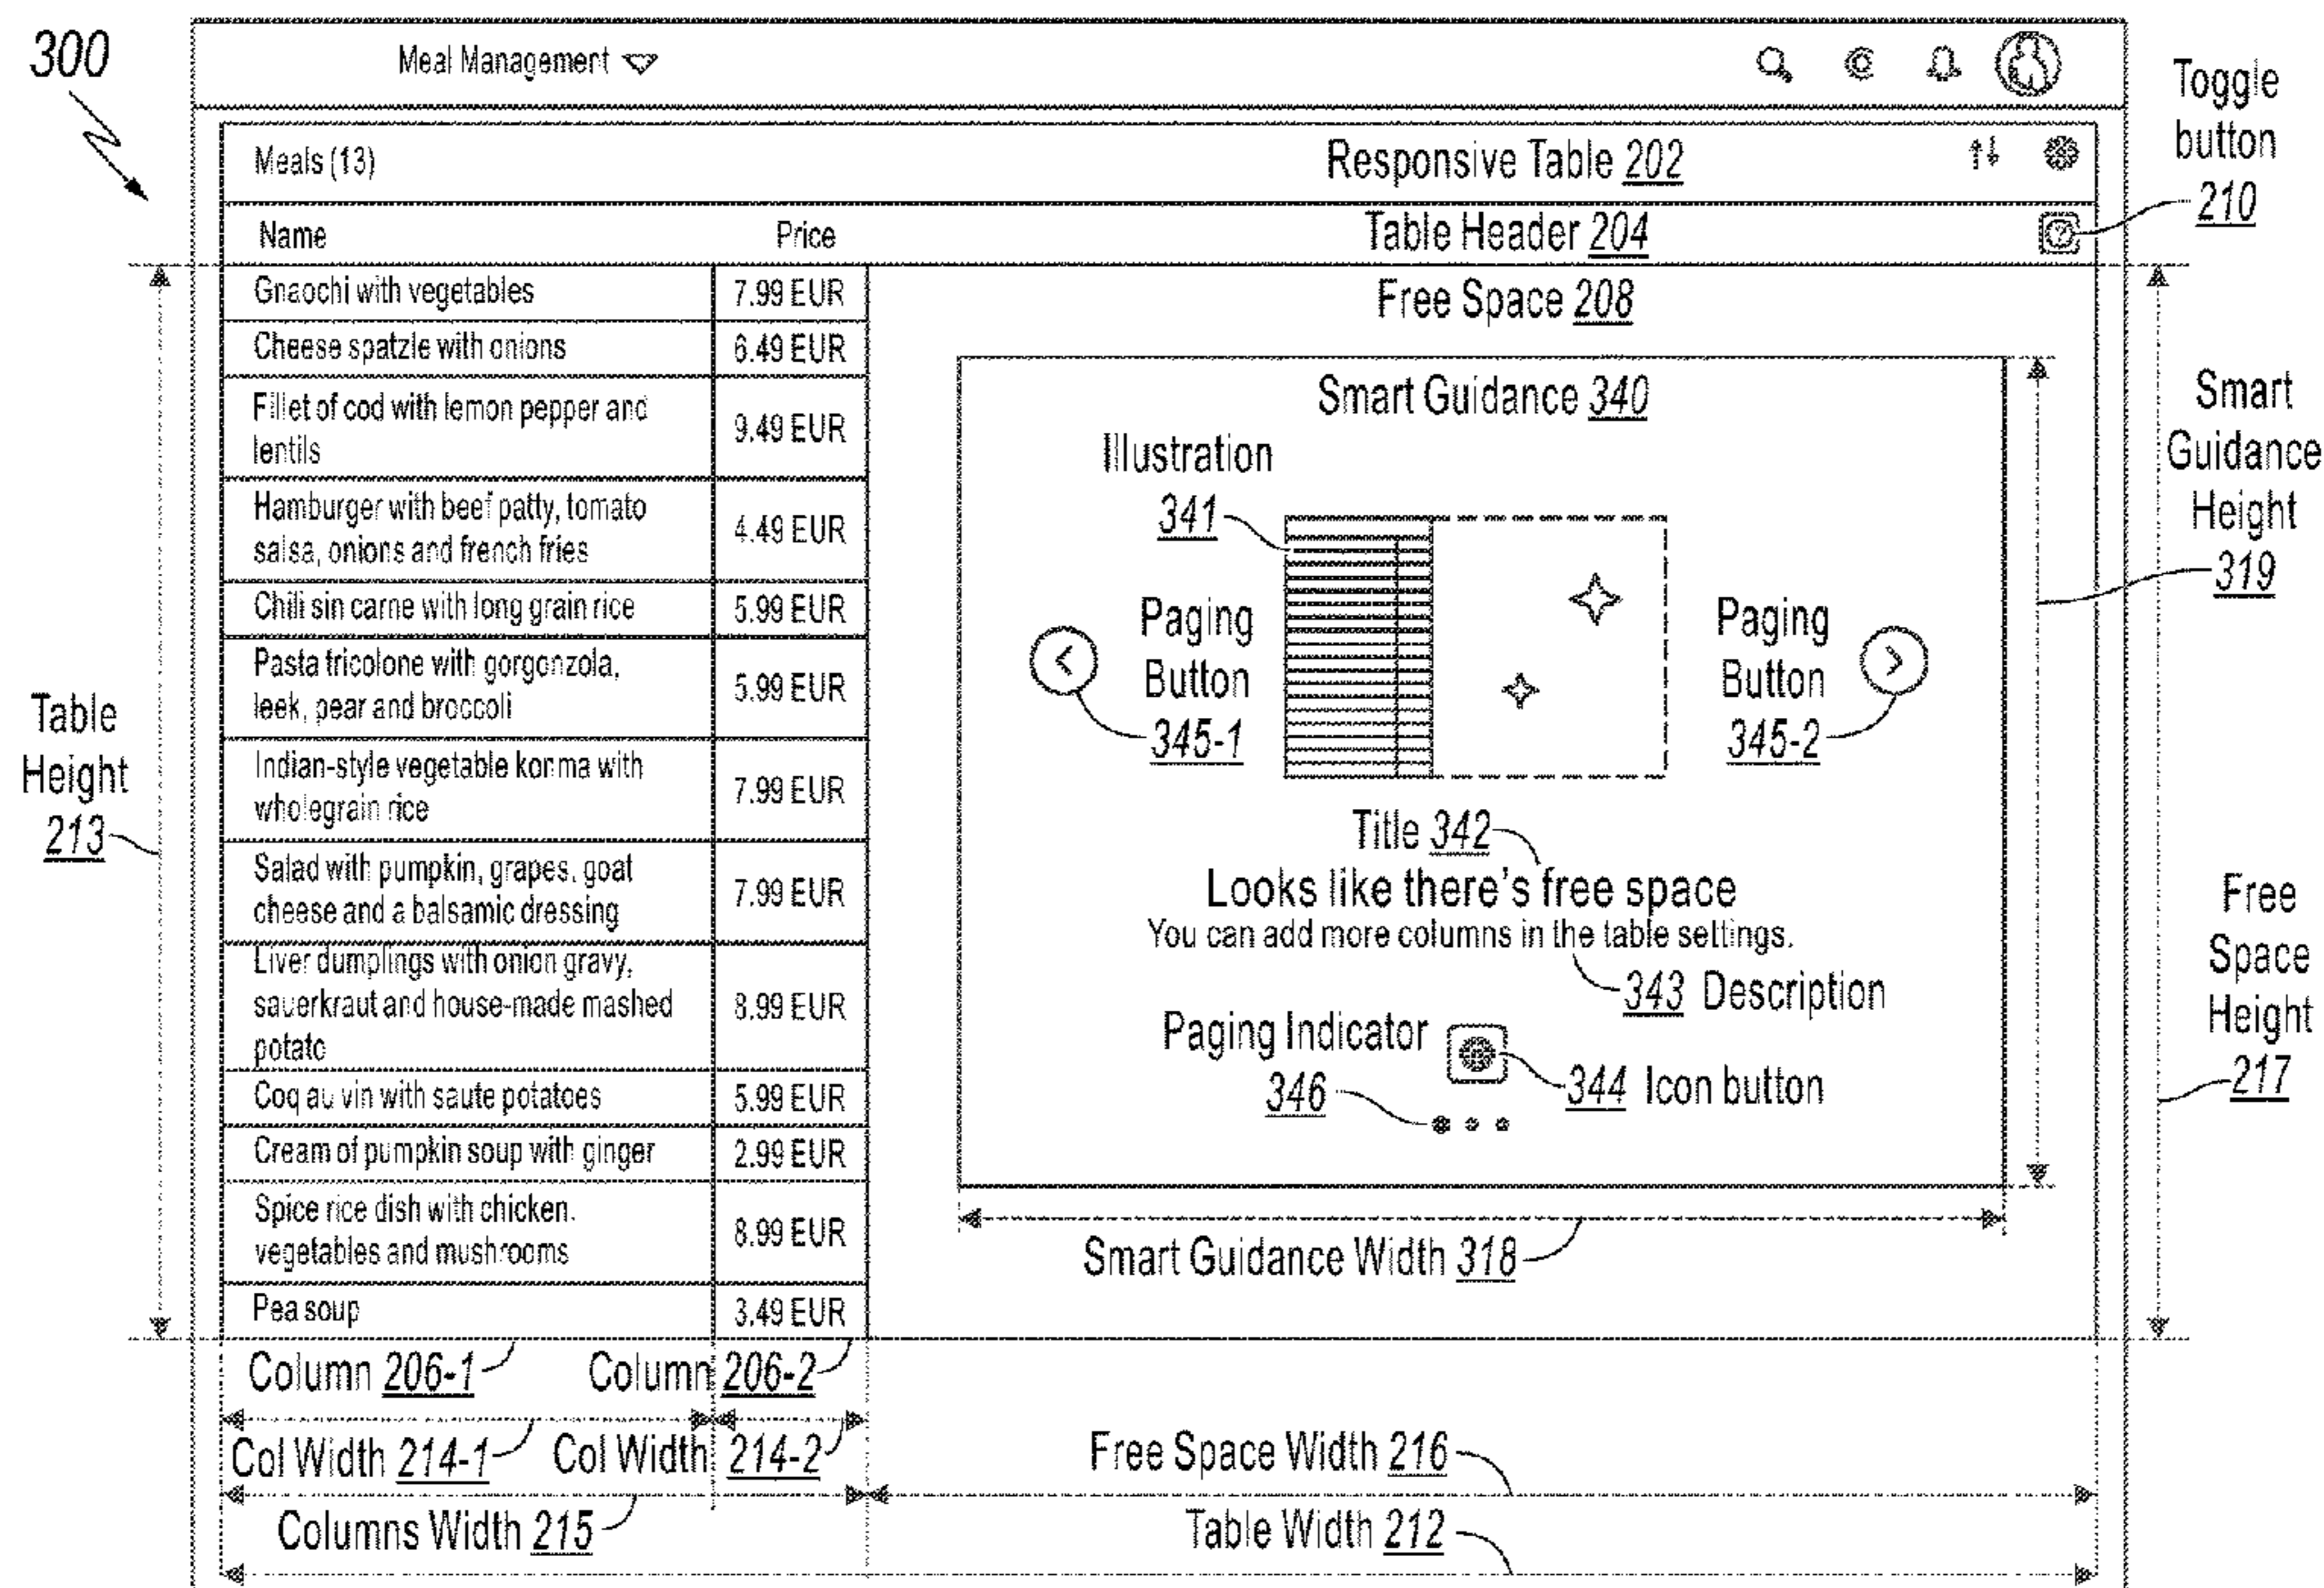 300
Meal Management
Toggle
button
210
Meals (13)
Responsive Table 202
Name
Price
Table Header 204
Gnaochi with vegetables
7.99 EUR
Free Space 208
Cheese spatzle with onions
6.49 EUR
Fillet of cod with lemon pepper and
lentils
9.49 EUR
Hamburger with beef patty, tomato
salsa, onions and french fries
4.49 EUR
Chili sin carne with long grain rice
5.99 EUR
Pasta tricolone with gorgonzola,
leek, pear and broccoli
5.99 EUR
Indian-style vegetable korma with
wholegrain rice
7.99 EUR
Salad with pumpkin, grapes, goat
cheese and a balsamic dressing
7.99 EUR
Liver dumplings with onion gravy,
sauerkraut and house-made mashed
potato
8.99 EUR
Coq au vin with saute potatoes
5.99 EUR
Cream of pumpkin soup with ginger
2.99 EUR
Spice rice dish with chicken.
vegetables and mushrooms
8.99 EUR
Pea soup
3.49 EUR
Smart Guidance 340
Illustration
341
Paging
Button
345-1
Paging
Button
345-2
Title 342
Looks like there's free space
You can add more columns in the table settings.
343 Description
Paging Indicator
346
344 Icon button
Smart Guidance Width 318
Smart
Guidance
Height
319
Free
Space
Height
217
Table
Height
213
Column 206-1
Column 206-2
Col Width 214-1
Col Width 214-2
Free Space Width 216
Columns Width 215
Table Width 212